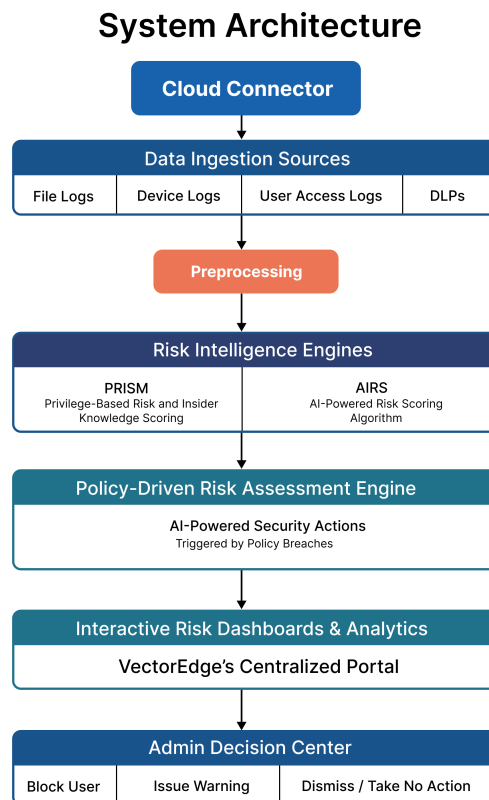 System Architecture
Cloud Connector
Data Ingestion Sources
File Logs
Device Logs
User Access Logs
DLPs
Preprocessing
Risk Intelligence Engines
PRISM
Privilege-Based Risk and Insider
Knowledge Scoring
AIRS
AI-Powered Risk Scoring
Algorithm
Policy-Driven Risk Assessment Engine
AI-Powered Security Actions
Triggered by Policy Breaches
Interactive Risk Dashboards & Analytics
VectorEdge’s Centralized Portal
Admin Decision Center
Block User
Issue Warning
Dismiss / Take No Action